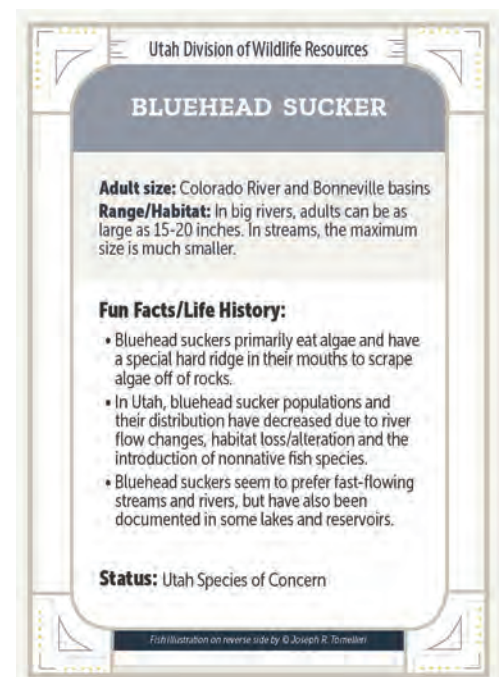 Utah Division of Wildlife Resources
BLUEHEAD SUCKER
Adult size: Colorado River and Bonneville basins
Range/Habitat: In big rivers, adults can be as
large as 15-20 inches. In streams, the maximum
size is much smaller.
Fun Facts/Life History:
• Bluehead suckers primarily eat algae and have
a special hard ridge in their mouths to scrape
algae off of rocks.
• In Utah, bluehead sucker populations and
their distribution have decreased due to river
flow changes, habitat loss/alteration and the
introduction of nonnative fish species.
• Bluehead suckers seem to prefer fast-flowing
streams and rivers, but have also been
documented in some lakes and reservoirs.
Status: Utah Species of Concern
Fish illustration on reverse side by © Joseph R. Tomelleri